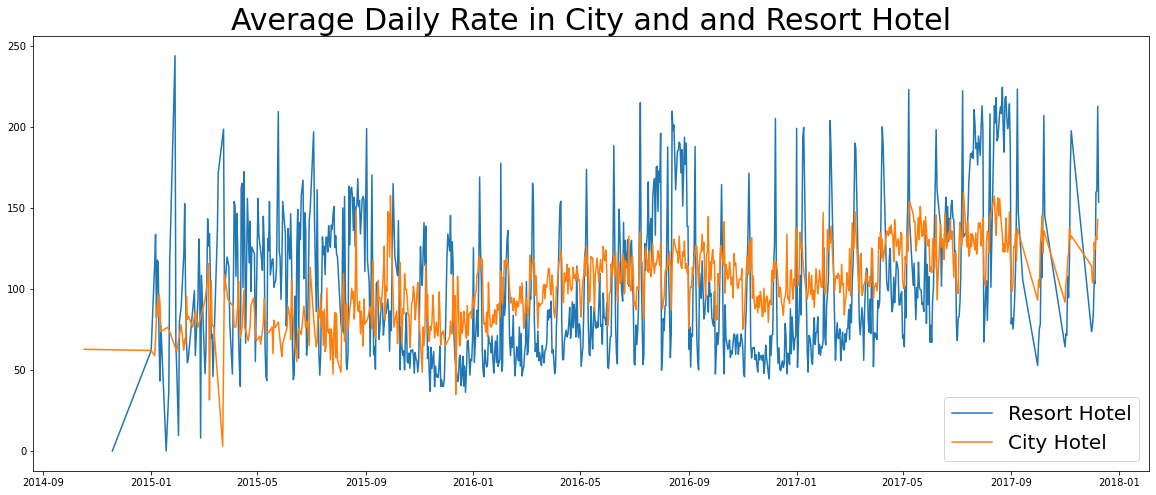 Average Daily Rate in City and and Resort Hotel
250
200
150
100
50
0
2014-09 2015-01 2015-05 2015-09 2016-01 2016-05 2016-09 2017-01 2017-05 2017-09 2018-01
Resort Hotel
City Hotel